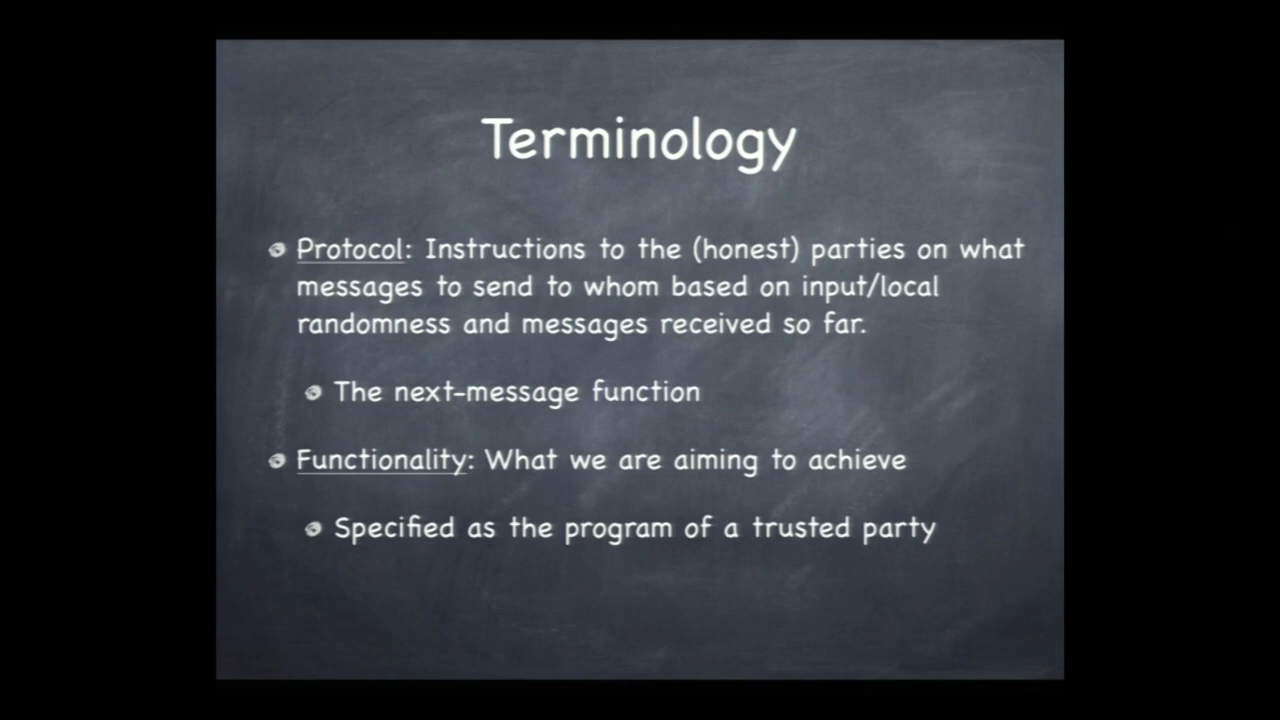 Terminology
Protocol: Instructions to the (honest) parties on what
messages to send to whom based on input/local
randomness and messages received so far.
The next-message function
Functionality: What we are aiming to achieve
Specified as the program of a trusted party